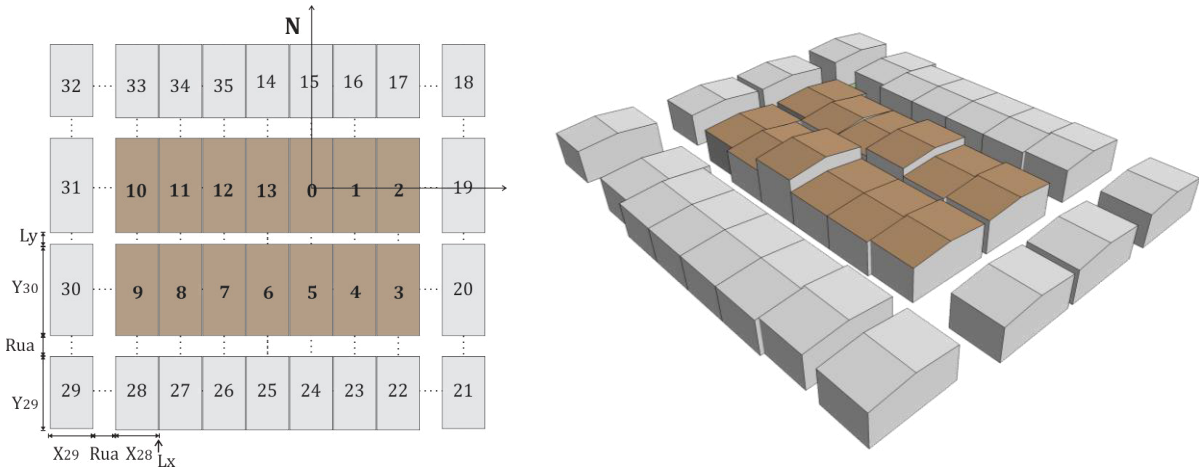 N
32 33 34 35 14 15 16 17 18
31 10 11 12 13 0 1 2 19
Ly
Y30 30 9 8 7 6 5 4 3 20
Rua
Y29 29 28 27 26 25 24 23 22 21
X29 Rua X28 Lx